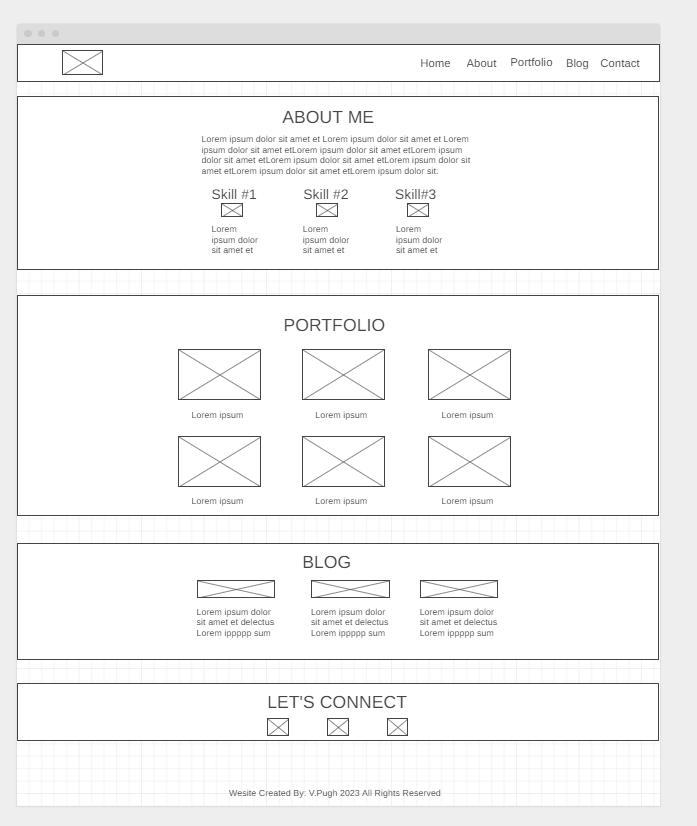 Home About Portfolio Blog Contact
ABOUT ME
Lorem ipsum dolor sit amet et Lorem ipsum dolor sit amet et Lorem
ipsum dolor sit amet etLorem ipsum dolor sit amet etLorem ipsum
dolor sit amet etLorem ipsum dolor sit amet etLorem ipsum dolor sit
amet etLorem ipsum dolor sit amet etLorem ipsum dolor sit:
Skill #1 Skill #2 Skill#3
Lorem
ipsum dolor
sit amet et
Lorem
ipsum dolor
sit amet et
Lorem
ipsum dolor
sit amet et
PORTFOLIO
Lorem ipsum Lorem ipsum Lorem ipsum
Lorem ipsum Lorem ipsum Lorem ipsum
BLOG
Lorem ipsum dolor
sit amet et delectus
Lorem ippppp sum
Lorem ipsum dolor
sit amet et delectus
Lorem ippppp sum
Lorem ipsum dolor
sit amet et delectus
Lorem ippppp sum
LET'S CONNECT
Wesite Created By: V.Pugh 2023 All Rights Reserved